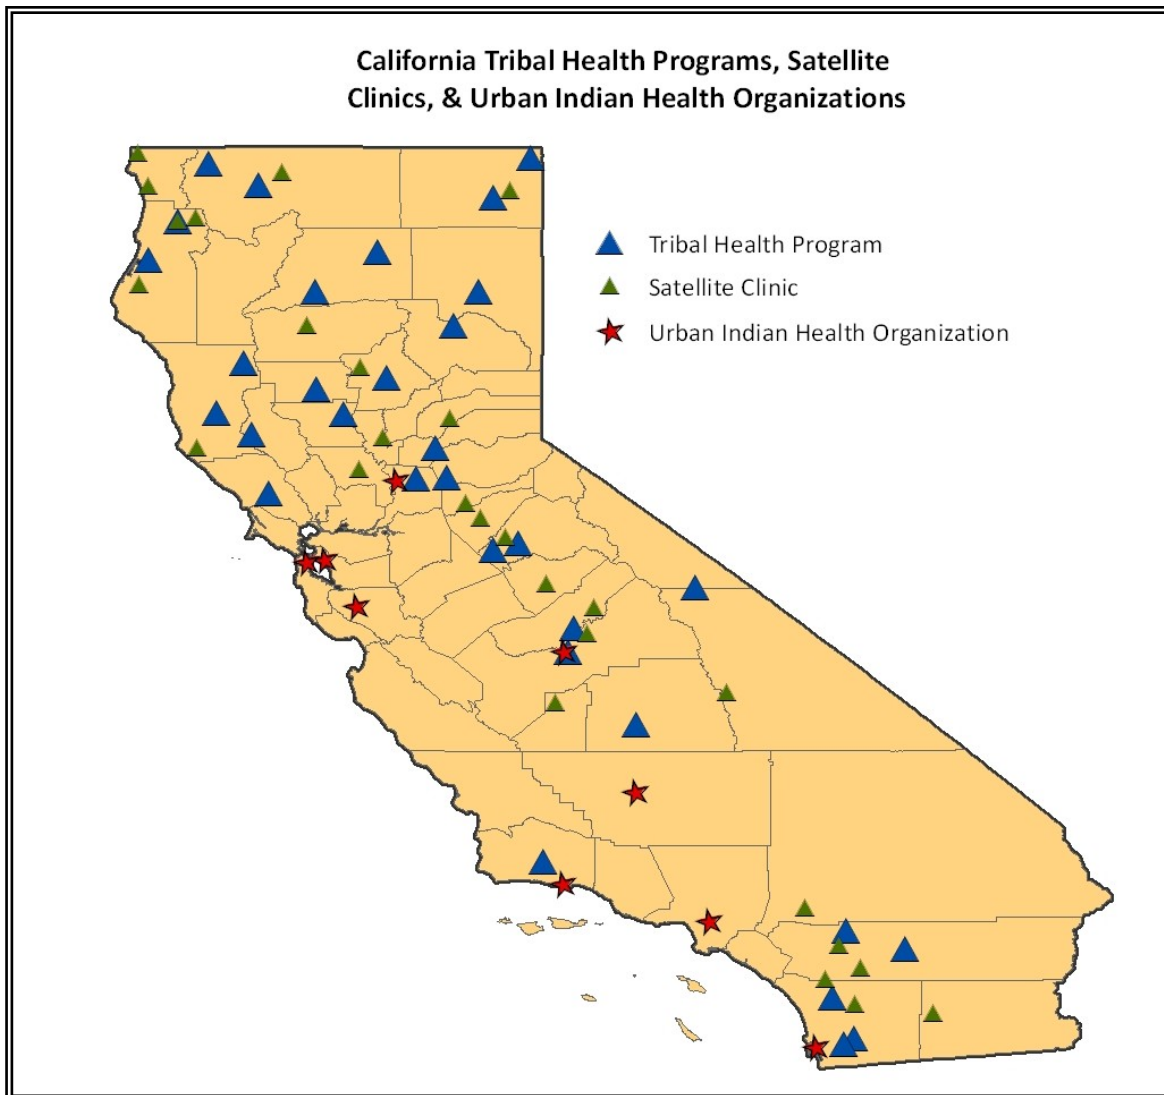 California Tribal Health Programs, Satellite
Clinics, & Urban Indian Health Organizations
Tribal Health Program
Satellite Clinic
Urban Indian Health Organization